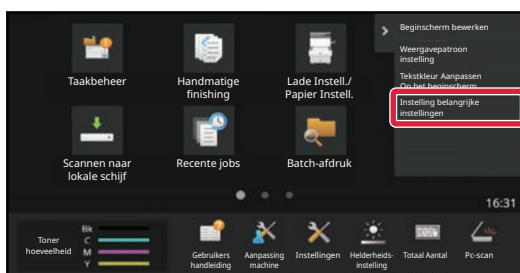 Beginscherm bewerken
Weergavepatroon
instelling
Tekstkleur Aanpassen
Op het beginscherm
Instelling belangrijke
instellingen
Taakbeheer
Handmatige
finishing
Lade Instell./
Papier Instell.
Scannen naar
lokale schijf
Recente jobs
Batch-afdruk
16:31
Toner
hoeveelheid
Bk
C
M
Y
Gebruikers
handleiding
Aanpassing
machine
Instellingen
Helderheids-
instelling
Totaal Aantal
Pc-scan